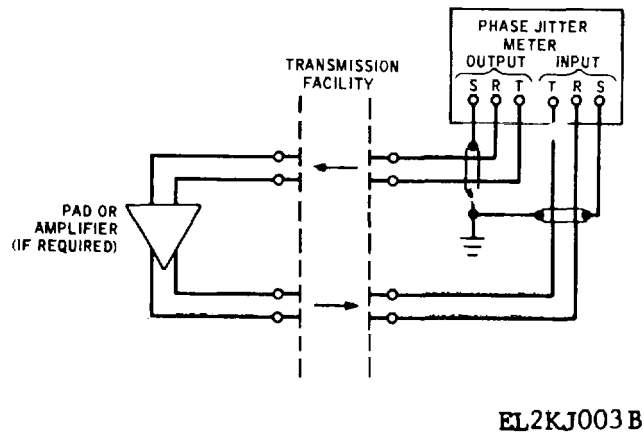 PHASE JITTER
METER
OUTPUT INPUT
S R T T R S
TRANSMISSION
FACILITY
PAD OR
AMPLIFIER
(IF REQUIRED)
EL2KJ003B